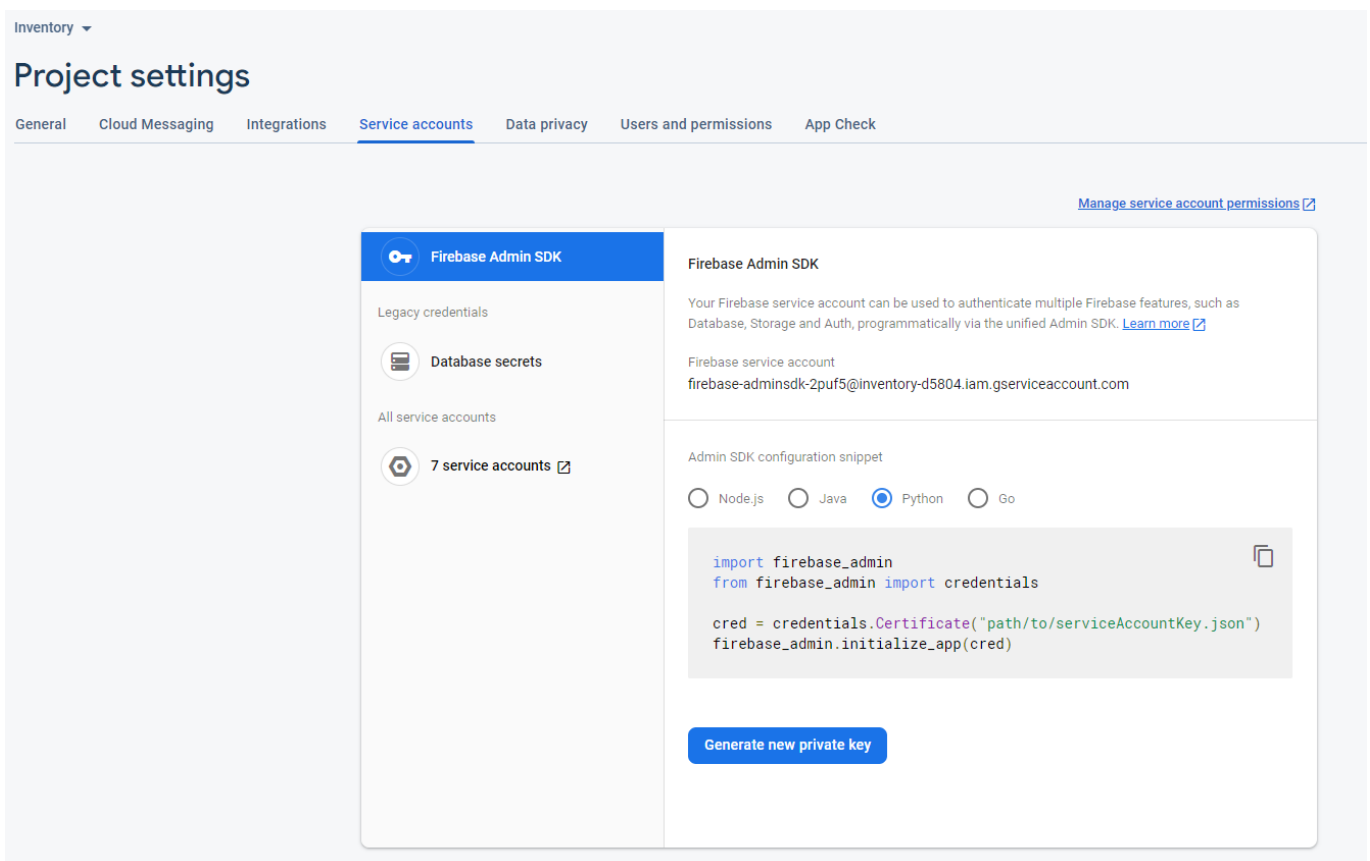 Inventory
Project settings
General Cloud Messaging Integrations Service accounts Data privacy Users and permissions App Check
Manage service account permissions
Firebase Admin SDK
Legacy credentials
Database secrets
All service accounts
7 service accounts
Firebase Admin SDK
Your Firebase service account can be used to authenticate multiple Firebase features, such as
Database, Storage and Auth, programmatically via the unified Admin SDK. Learn more
Firebase service account
firebase-adminsdk-2puf5@inventory-d5804.iam.gserviceaccount.com
Admin SDK configuration snippet
Node.js Java Python Go
import firebase_admin
from firebase_admin import credentials
cred = credentials.Certificate("path/to/serviceAccountKey.json")
firebase_admin.initialize_app(cred)
Generate new private key